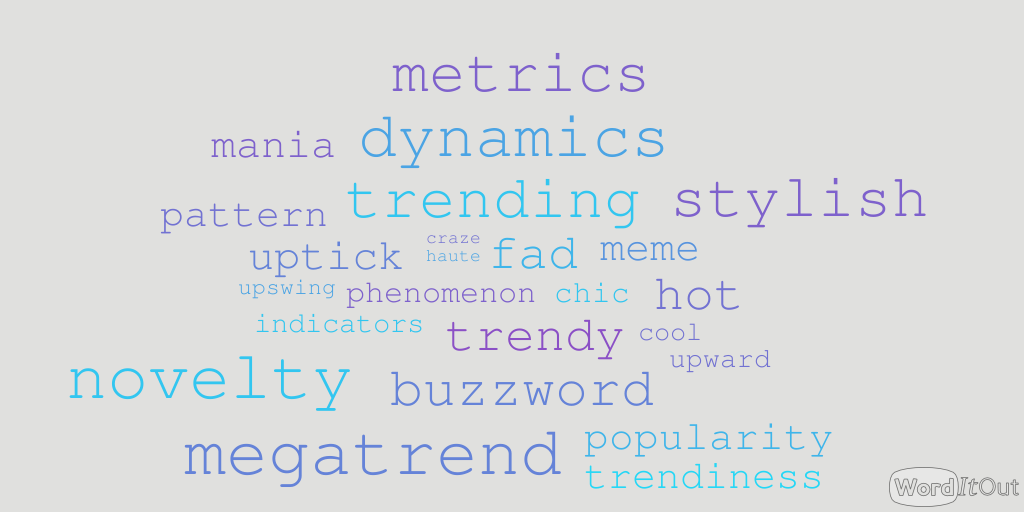 metrics
mania dynamics
pattern trending stylish
uptick craze fad meme
haute
upswing phenomenon chic hot
indicators trendy cool
upward
novelty buzzword
megatrend popularity
trendiness
WordItOut